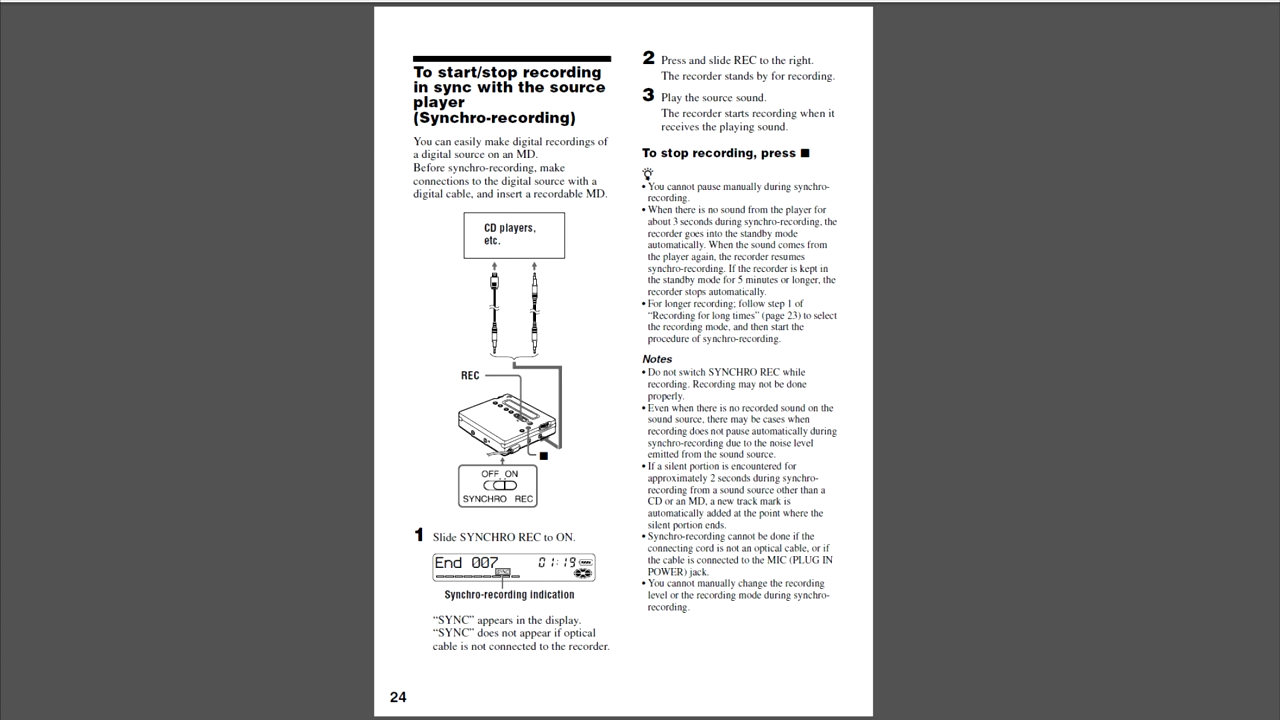 To start/stop recording
in sync with the source
player
(Synchro-recording)
You can easily make digital recordings of
a digital source on an MD.
Before synchro-recording, make
connections to the digital source with a
digital cable, and insert a recordable MD.
CD players,
etc.
REC
■
OFF ON
SYNCHRO REC
1 Slide SYNCHRO REC to ON.
End 007 01:19
Synchro-recording indication
“SYNC” appears in the display.
“SYNC” does not appear if optical
cable is not connected to the recorder.
2 Press and slide REC to the right.
The recorder stands by for recording.
3 Play the source sound.
The recorder starts recording when it
receives the playing sound.
To stop recording, press ■
• You cannot pause manually during synchro-
recording.
• When there is no sound from the player for
about 3 seconds during synchro-recording, the
recorder goes into the standby mode
automatically. When the sound comes from
the player again, the recorder resumes
synchro-recording. If the recorder is kept in
the standby mode for 5 minutes or longer, the
recorder stops automatically.
• For longer recording; follow step 1 of
“Recording for long times” (page 23) to select
the recording mode, and then start the
procedure of synchro-recording.
Notes
• Do not switch SYNCHRO REC while
recording. Recording may not be done
properly.
• Even when there is no recorded sound on the
sound source, there may be cases when
recording does not pause automatically during
synchro-recording due to the noise level
emitted from the sound source.
• If a silent portion is encountered for
approximately 2 seconds during synchro-
recording from a sound source other than a
CD or an MD, a new track mark is
automatically added at the point where the
silent portion ends.
• Synchro-recording cannot be done if the
connecting cord is not an optical cable, or if
the cable is connected to the MIC (PLUG IN
POWER) jack.
• You cannot manually change the recording
level or the recording mode during synchro-
recording.
24